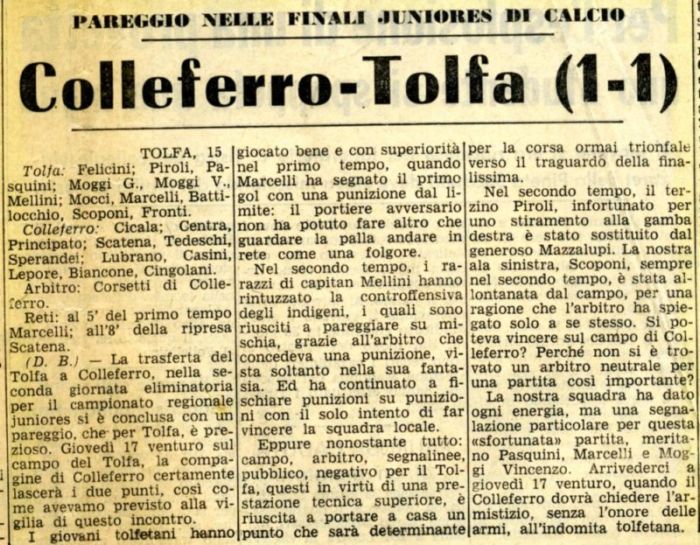 PAREGGIO NELLE FINALI JUNIORES DI CALCIO
Colleferro-Tolfa (1-1)
TOLFA, 15
Tolfa: Felicini; Piroli, Pa-
squini; Moggi G., Moggi V.,
Mellini; Mocci, Marcelli, Batti-
locchio, Scoponi, Fronti.
Colleferro: Cicala; Centra,
Principato; Scatena, Tedeschi,
Sperandei; Lubrano, Casini,
Lepore, Biancone, Cingolani.
Arbitro: Corsetti di Colle-
ferro.
Reti: al 5' del primo tempo
Marcelli; all'8' della ripresa
Scatena.
(D. B.) — La trasferta del
Tolfa a Colleferro, nella se-
conda giornata eliminatoria
per il campionato regionale
juniores si è conclusa con un
pareggio, che per Tolfa, è pre-
zioso. Giovedì 17 venturo sul
campo del Tolfa, la compa-
gine di Colleferro certamente
lascerà i due punti, così co-
me avevamo previsto alla vi-
gilia di questo incontro.
I giovani tolfetani hanno
giocato bene e con superiorità
nel primo tempo, quando
Marcelli ha segnato il primo
gol con una punizione dal li-
mite: il portiere avversario
non ha potuto fare altro che
guardare la palla andare in
rete come una folgore.
Nel secondo tempo, i ra-
razzi di capitan Mellini hanno
rintuzzato la controffensiva
degli indigeni, i quali sono
riusciti a pareggiare su mi-
schia, grazie all'arbitro che
concedeva una punizione, vi-
sta soltanto nella sua fanta-
sia. Ed ha continuato a fi-
schiare punizioni su punizio-
ni con il solo intento di far
vincere la squadra locale.
Eppure nonostante tutto:
campo, arbitro, segnalinee,
pubblico, negativo per il Tol-
fa, questi in virtù di una pre-
stazione tecnica superiore, è
riuscita a portare a casa un
punto che sarà determinante
per la corsa ormai trionfale
verso il traguardo della fina-
lissima.
Nel secondo tempo, il ter-
zino Piroli, infortunato per
uno stiramento alla gamba
destra è stato sostituito dal
generoso Mazzalupi. La nostra
ala sinistra, Scoponi, sempre
nel secondo tempo, è stata al-
lontanata dal campo, per una
ragione che l'arbitro ha spie-
gato solo a se stesso. Si po-
teva vincere sul campo di Col-
leferro? Perché non si è tro-
vato un arbitro neutrale per
una partita così importante?
La nostra squadra ha dato
ogni energia, ma una segna-
lazione particolare per questa
«sfortunata» partita, merita-
no Pasquini, Marcelli e Mog-
gi Vincenzo. Arrivederci a
giovedì 17 venturo, quando il
Colleferro dovrà chiedere l'ar-
mistizio, senza l'onore delle
armi, all'indomita tolfetana.